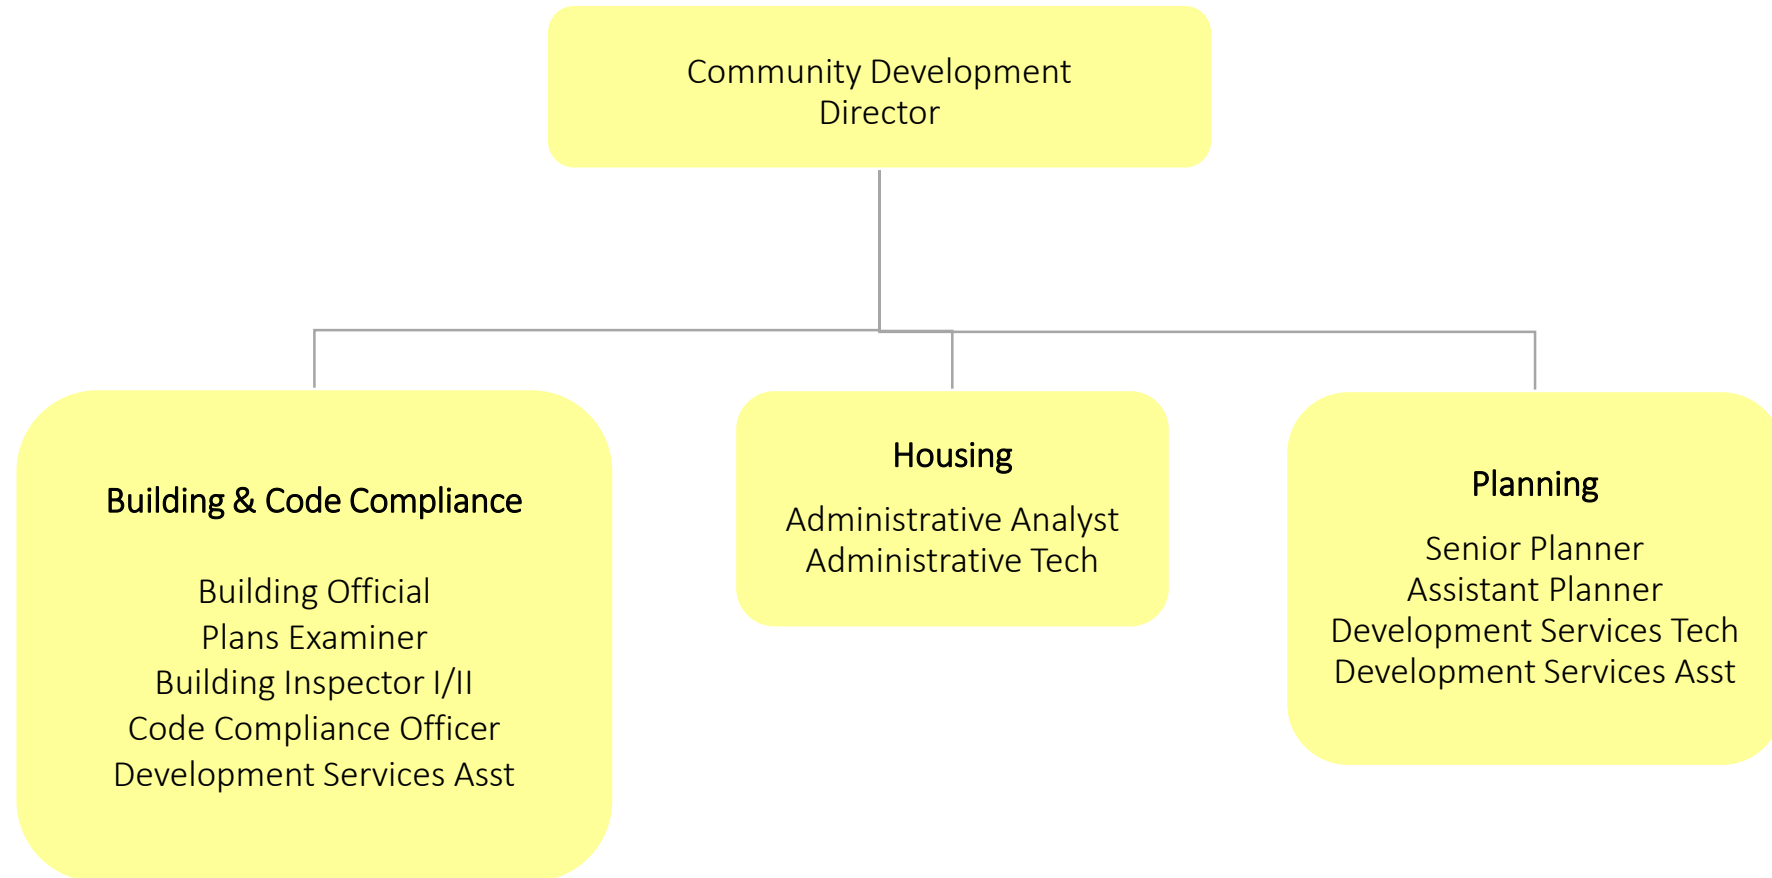 Community Development
Director
Building & Code Compliance
Building Official
Plans Examiner
Building Inspector I/II
Code Compliance Officer
Development Services Asst
Housing
Administrative Analyst
Administrative Tech
Planning
Senior Planner
Assistant Planner
Development Services Tech
Development Services Asst